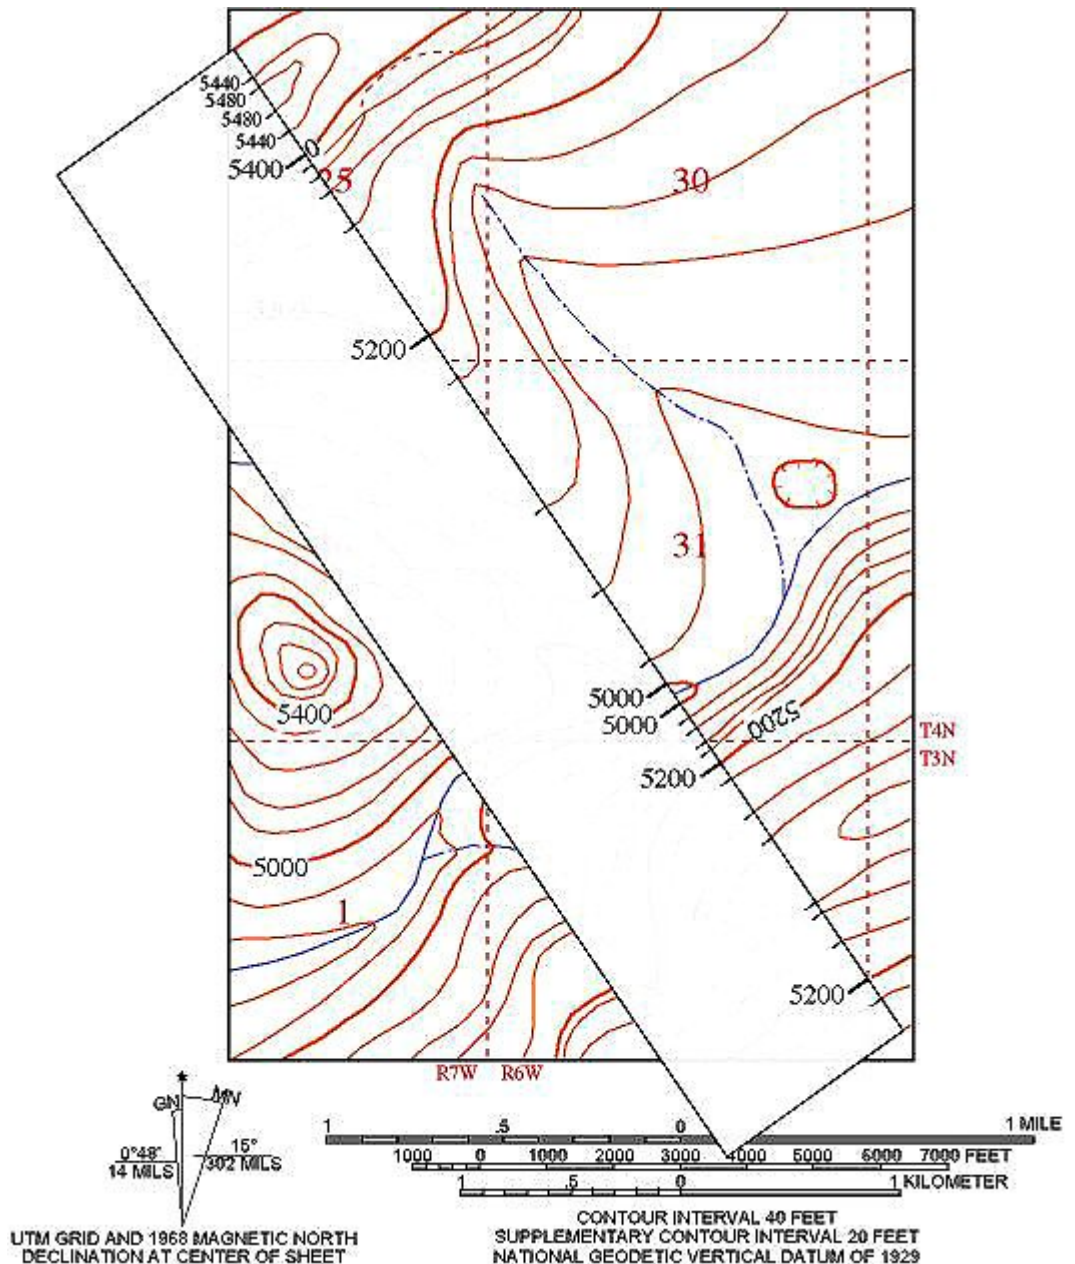 5440
5480
5480
5440
5400
0
25
30
5200
31
5000
5000
5200
5200
5400
T4N
T3N
5000
1
5200
R7W R6W
GN MN
0°48'
14 MILS
15°
302 MILS
UTM GRID AND 1968 MAGNETIC NORTH
DECLINATION AT CENTER OF SHEET
1 .5 0 1 MILE
1000 0 1000 2000 3000 4000 5000 6000 7000 FEET
1 .5 0 1 KILOMETER
CONTOUR INTERVAL 40 FEET
SUPPLEMENTARY CONTOUR INTERVAL 20 FEET
NATIONAL GEODETIC VERTICAL DATUM OF 1929